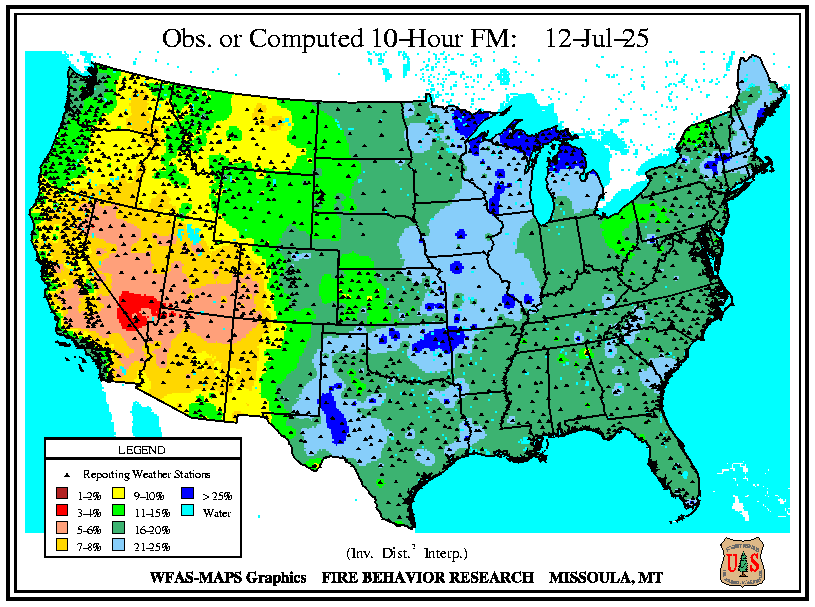 Obs. or Computed 10-Hour FM: 12-Jul-25
LEGEND
Reporting Weather Stations
1-2% 9-10% > 25%
3-4% 11-15% Water
5-6% 16-20%
7-8% 21-25%
(Inv. Dist.² Interp.)
WFAS-MAPS Graphics FIRE BEHAVIOR RESEARCH MISSOULA, MT
U S